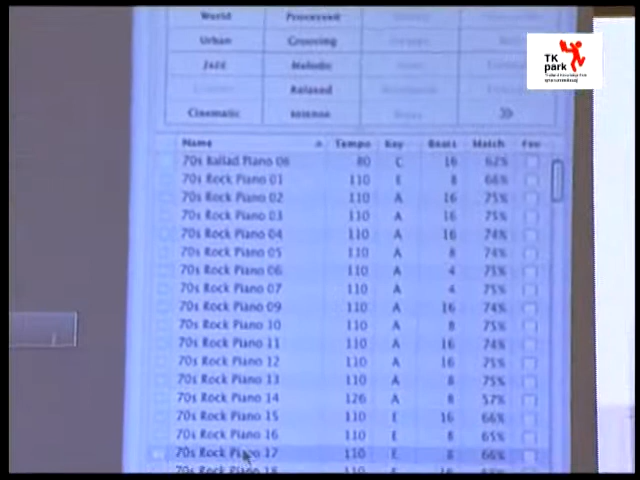 World Processed
Urban Grooving
Jazz Melodic
Relaxed
Cinematic Intense
TK
park
Name Tempo Key Beats Match Fav
70s Ballad Piano 06 80 C 16 62%
70s Rock Piano 01 110 E 8 66%
70s Rock Piano 02 110 A 16 75%
70s Rock Piano 03 110 A 16 75%
70s Rock Piano 04 110 A 16 74%
70s Rock Piano 05 110 A 8 74%
70s Rock Piano 06 110 A 4 75%
70s Rock Piano 07 110 A 4 75%
70s Rock Piano 09 110 A 16 74%
70s Rock Piano 10 110 A 8 75%
70s Rock Piano 11 110 A 16 74%
70s Rock Piano 12 110 A 16 75%
70s Rock Piano 13 110 A 8 75%
70s Rock Piano 14 126 A 8 57%
70s Rock Piano 15 110 E 16 66%
70s Rock Piano 16 110 E 8 65%
70s Rock Piano 17 110 E 8 66%
70s Rock Piano 18 110 E